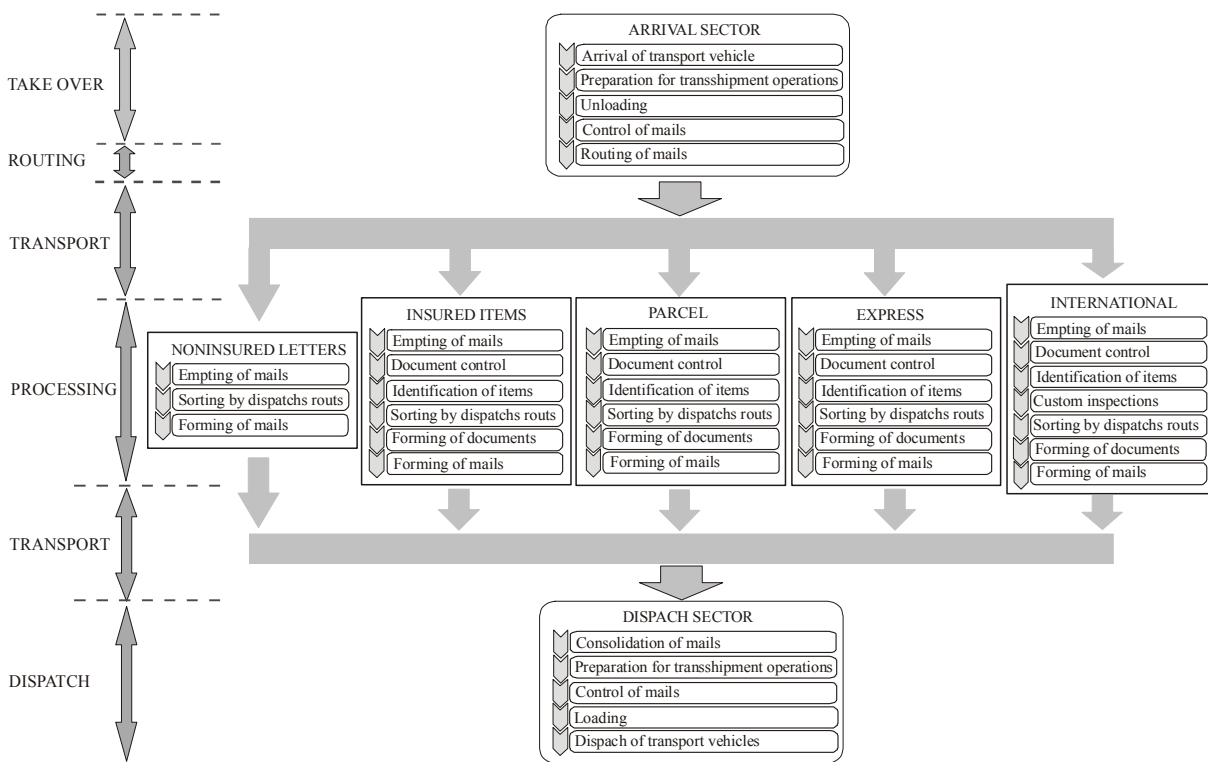 TAKE OVER
ROUTING
TRANSPORT
PROCESSING
TRANSPORT
DISPATCH
ARRIVAL SECTOR
Arrival of transport vehicle
Preparation for transshipment operations
Unloading
Control of mails
Routing of mails
NONINSURED LETTERS
Empting of mails
Sorting by dispatchs routs
Forming of mails
INSURED ITEMS
Empting of mails
Document control
Identification of items
Sorting by dispatchs routs
Forming of documents
Forming of mails
PARCEL
Empting of mails
Document control
Identification of items
Sorting by dispatchs routs
Forming of documents
Forming of mails
EXPRESS
Empting of mails
Document control
Identification of items
Sorting by dispatchs routs
Forming of documents
Forming of mails
INTERNATIONAL
Empting of mails
Document control
Identification of items
Custom inspections
Sorting by dispatchs routs
Forming of documents
Forming of mails
DISPACH SECTOR
Consolidation of mails
Preparation for transshipment operations
Control of mails
Loading
Dispach of transport vehicles